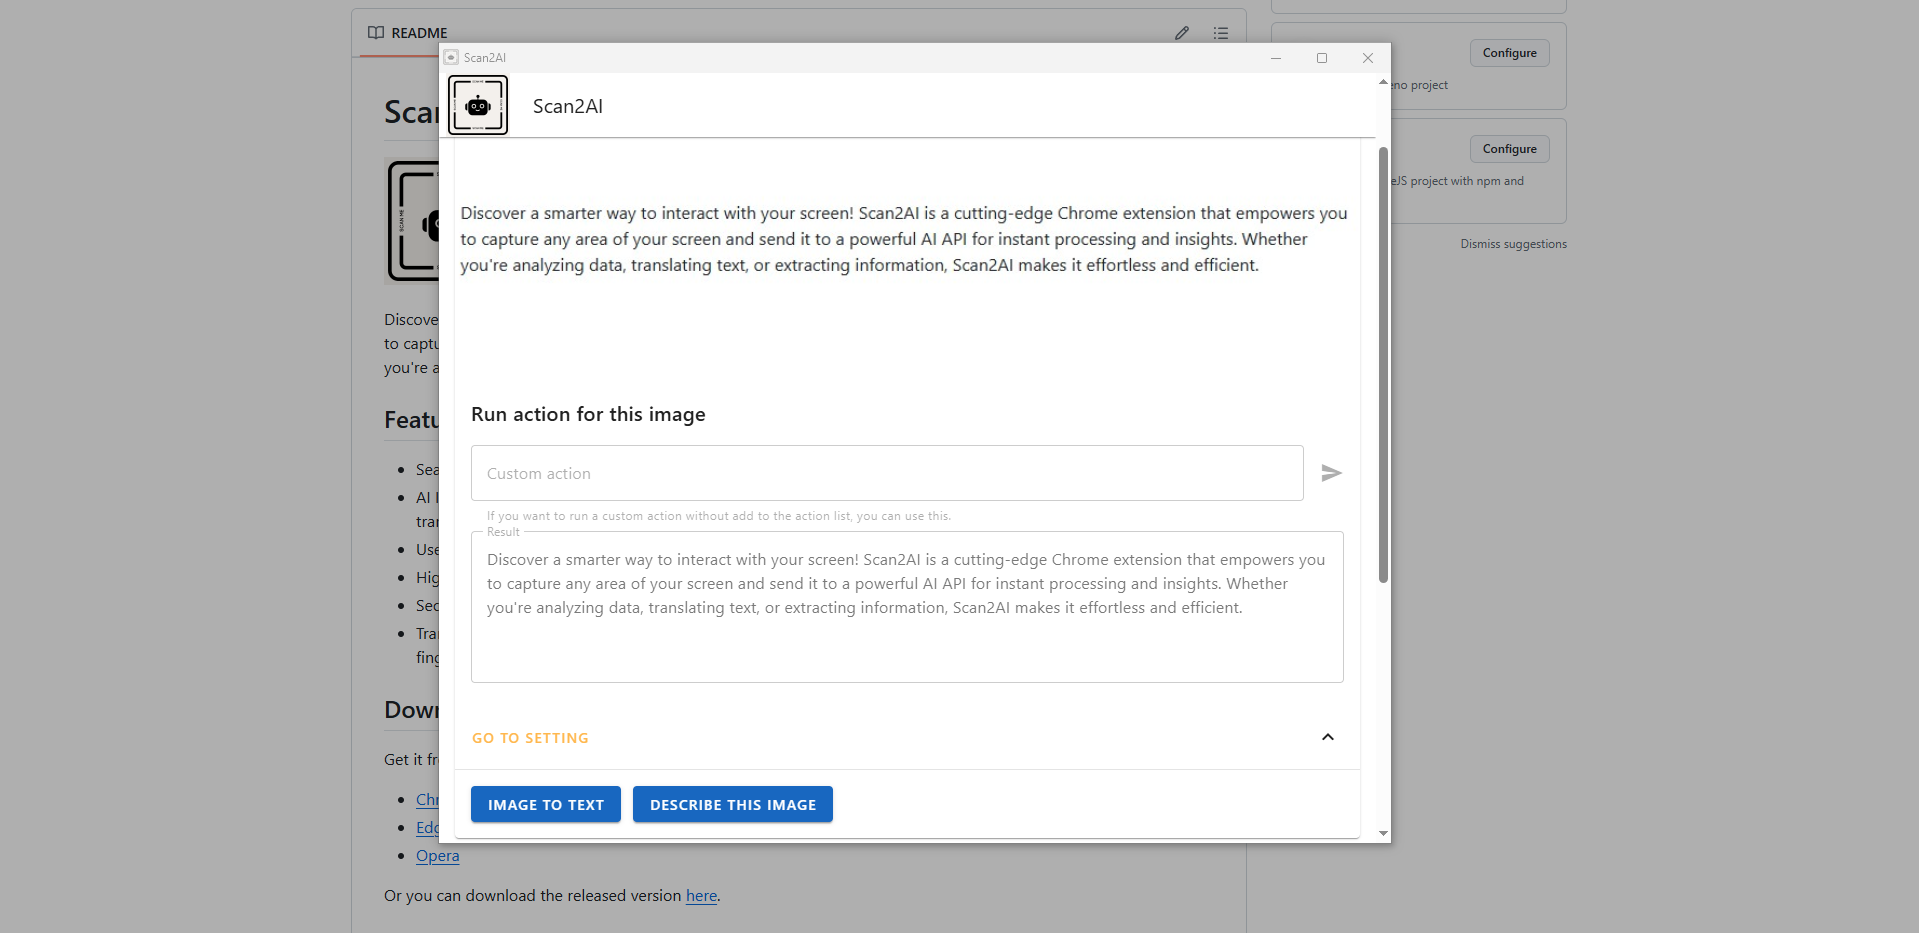 README
Scan2AI
Configure
eno project
Scan2AI
Configure
eJS project with npm and
Dismiss suggestions
SCAN ME
Discover a smarter way to interact with your screen! Scan2AI is a cutting-edge Chrome extension that empowers you
to capture any area of your screen and send it to a powerful AI API for instant processing and insights. Whether
you're analyzing data, translating text, or extracting information, Scan2AI makes it effortless and efficient.
Run action for this image
Custom action
If you want to run a custom action without add to the action list, you can use this.
Result
Discover a smarter way to interact with your screen! Scan2AI is a cutting-edge Chrome extension that empowers you
to capture any area of your screen and send it to a powerful AI API for instant processing and insights. Whether
you're analyzing data, translating text, or extracting information, Scan2AI makes it effortless and efficient.
GO TO SETTING
IMAGE TO TEXT
DESCRIBE THIS IMAGE
Scan
Discove
to captu
you're a
Featu
Sea
AI I
tran
Use
Hig
Sec
Tra
fing
Down
Get it fr
Chr
Edg
Opera
Or you can download the released version here.